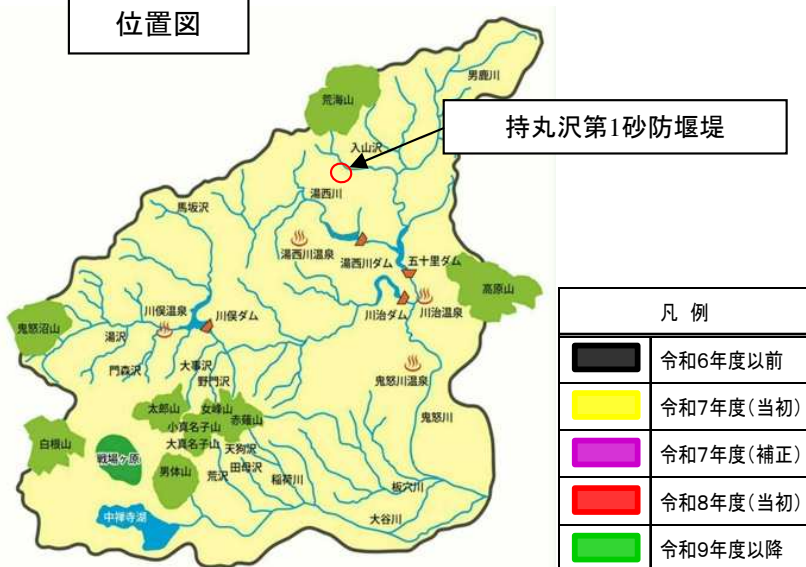 位置図
男鹿川
荒海山
持丸沢第1砂防堰堤
入山沢
湯西川
馬坂沢
湯西川温泉
湯西川ダム
五十里ダム
高原山
川俣温泉
川俣ダム
川治ダム
川治温泉
鬼怒沼山
湯沢
門森沢
大事沢
野門沢
鬼怒川温泉
太郎山
女峰山
小真名子山
赤薙山
鬼怒川
白根山
戦場ヶ原
大真名子山
天狗沢
男体山
荒沢
田母沢
稲荷川
板穴川
中禅寺湖
大谷川
凡 例
令和6年度以前
令和7年度(当初)
令和7年度(補正)
令和8年度(当初)
令和9年度以降